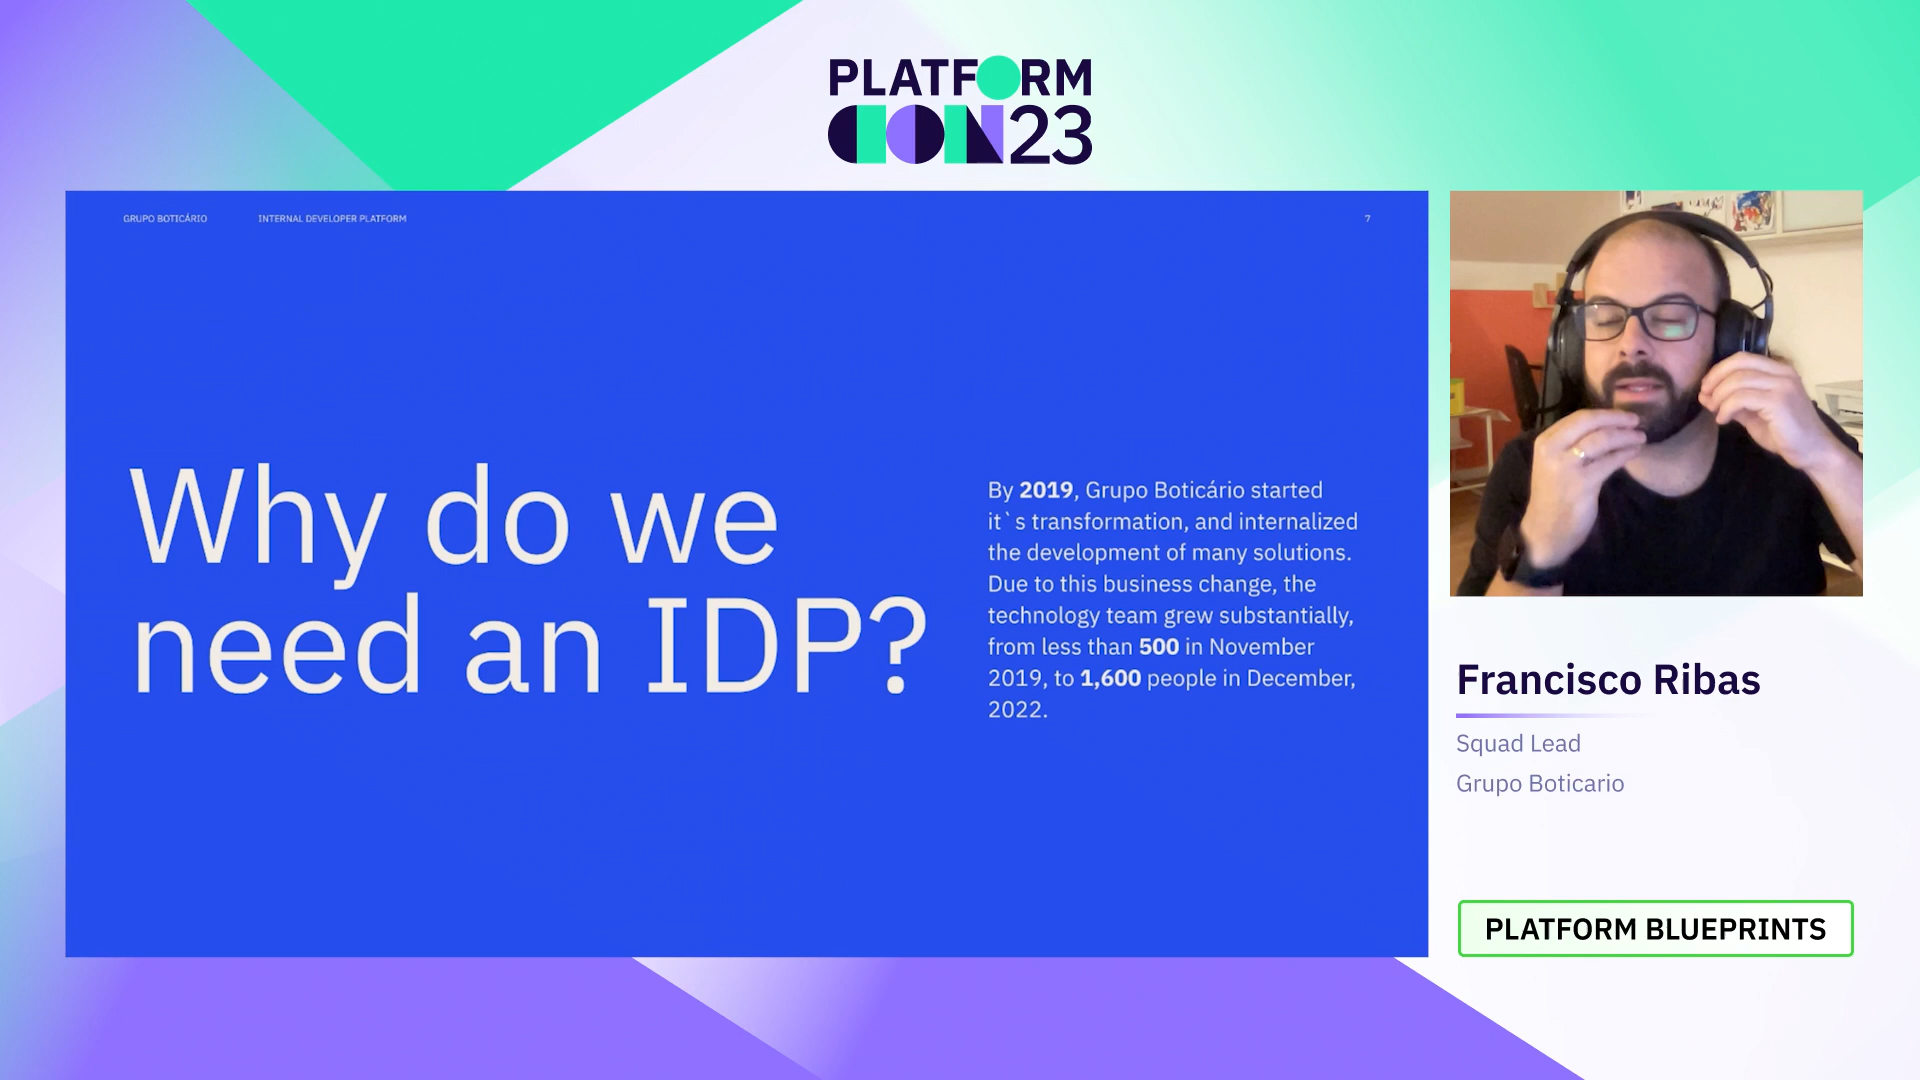 PLATFORM
CON23
GRUPO BOTICÁRIO
INTERNAL DEVELOPER PLATFORM
7
Why do we
need an IDP?
By 2019, Grupo Boticário started
it`s transformation, and internalized
the development of many solutions.
Due to this business change, the
technology team grew substantially,
from less than 500 in November
2019, to 1,600 people in December,
2022.
Francisco Ribas
Squad Lead
Grupo Boticario
PLATFORM BLUEPRINTS